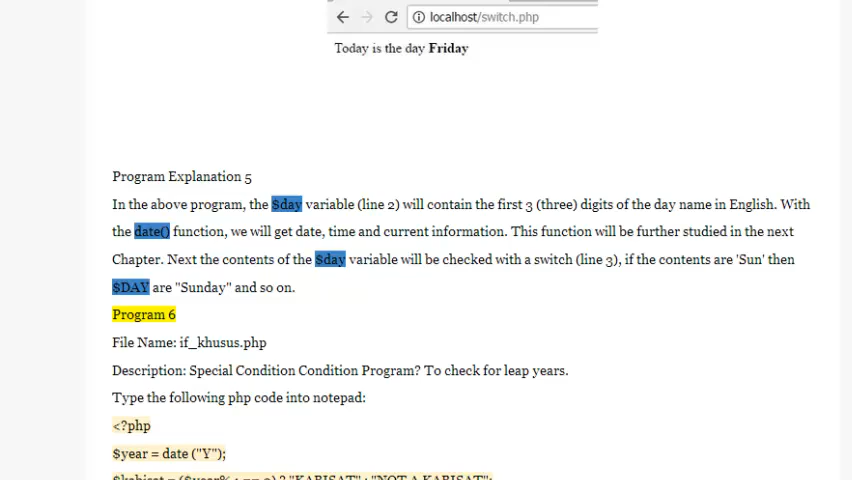 localhost/switch.php
Today is the day Friday
Program Explanation 5
In the above program, the $day variable (line 2) will contain the first 3 (three) digits of the day name in English. With
the date() function, we will get date, time and current information. This function will be further studied in the next
Chapter. Next the contents of the $day variable will be checked with a switch (line 3), if the contents are 'Sun' then
$DAY are "Sunday" and so on.
Program 6
File Name: if_khusus.php
Description: Special Condition Condition Program? To check for leap years.
Type the following php code into notepad:
<?php
$year = date ("Y");
"KABISAT" : "NOT A KABISAT";